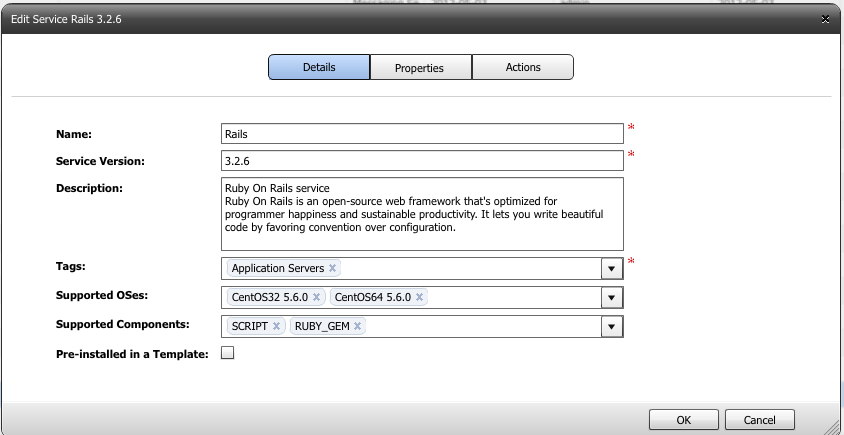 Edit Service Rails 3.2.6 x
Details Properties Actions
Name: Rails *
Service Version: 3.2.6 *
Description: Ruby On Rails service
Ruby On Rails is an open-source web framework that's optimized for
programmer happiness and sustainable productivity. It lets you write beautiful
code by favoring convention over configuration.
Tags: Application Servers x *
Supported OSes: CentOS32 5.6.0 x CentOS64 5.6.0 x
Supported Components: SCRIPT x RUBY_GEM x
Pre-installed in a Template:
OK Cancel